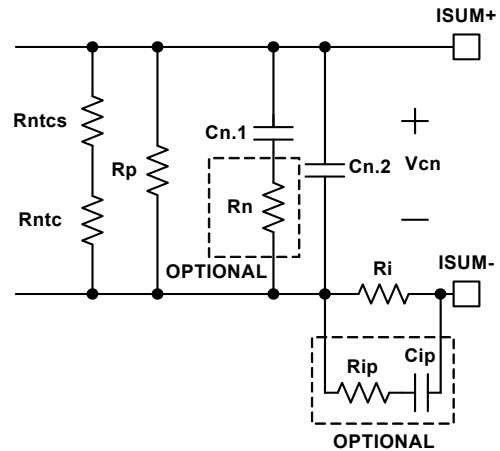 ISUM+
Rntcs
Cn.1
Rp
Cn.2
+
Vcn
−
Rntc
Rn
OPTIONAL
Ri
ISUM-
Rip
Cip
OPTIONAL